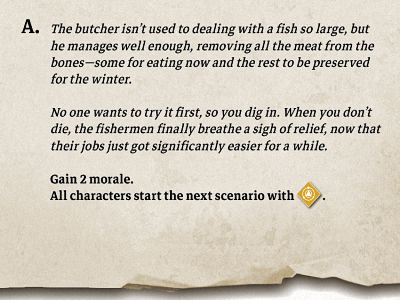 A. The butcher isn't used to dealing with a fish so large, but
he manages well enough, removing all the meat from the
bones—some for eating now and the rest to be preserved
for the winter.
No one wants to try it first, so you dig in. When you don't
die, the fishermen finally breathe a sigh of relief, now that
their jobs just got significantly easier for a while.
Gain 2 morale.
All characters start the next scenario with .